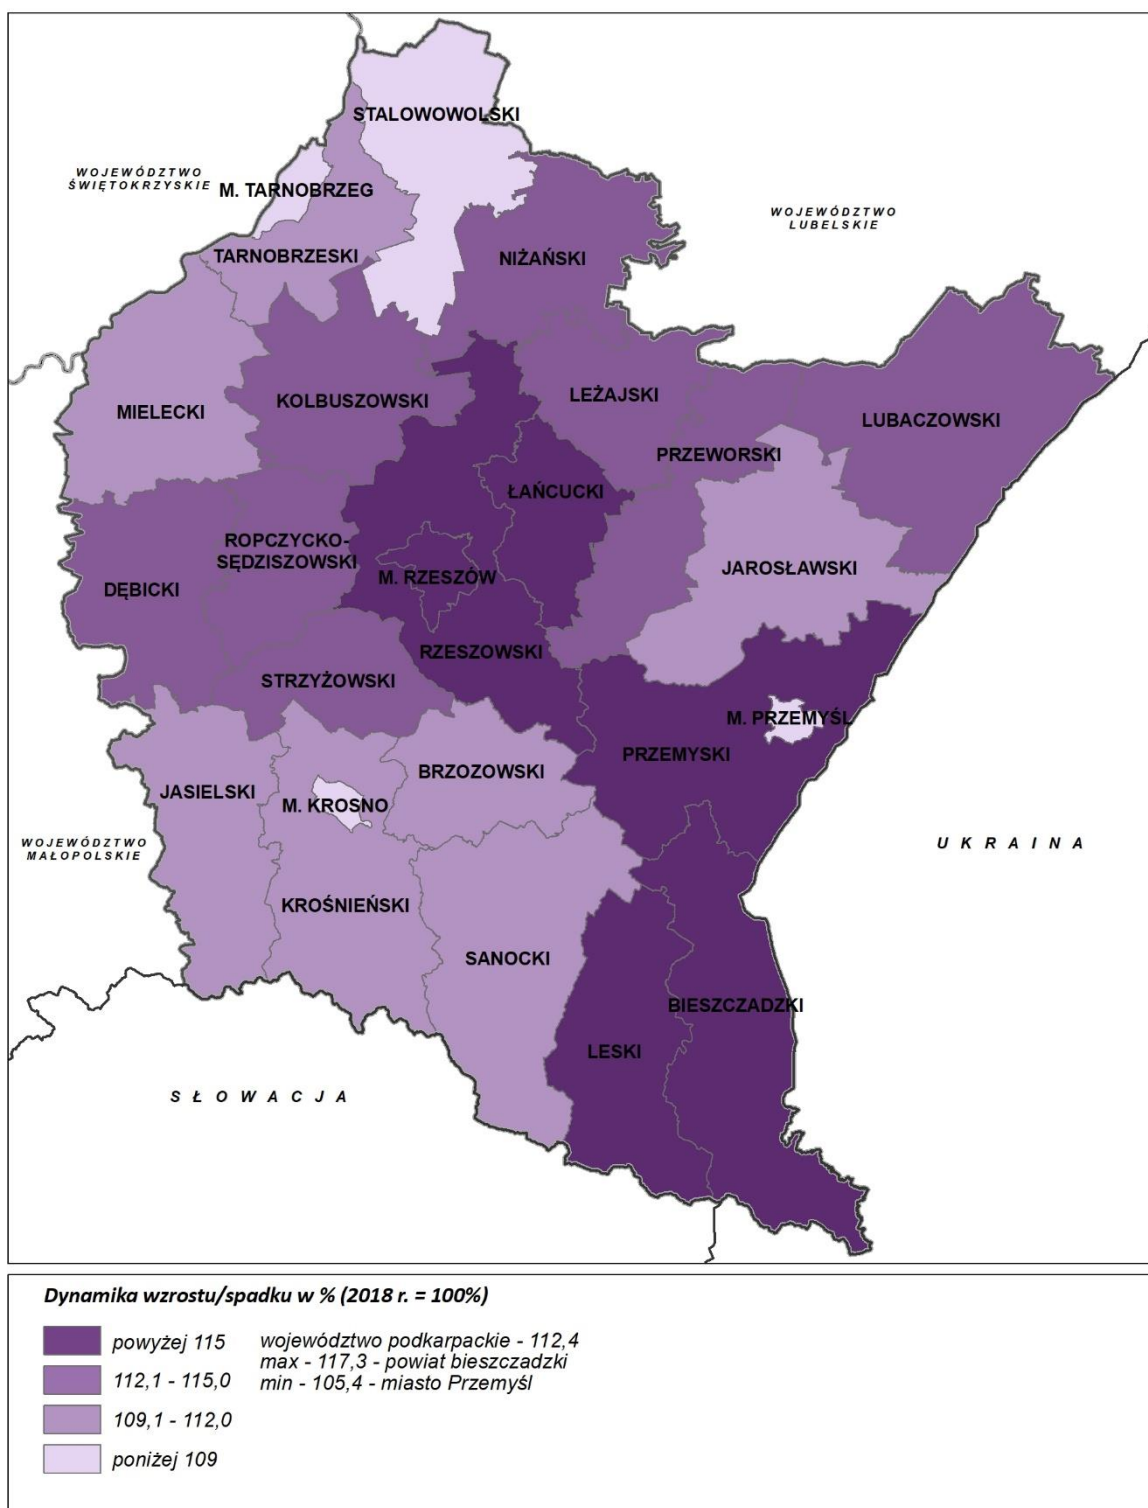 STALOWOWOLSKI
WOJEWÓDZTWO
ŚWIĘTOKRZYSKIE
M. TARNOBRZEG
WOJEWÓDZTWO
LUBELSKIE
TARNOBRZESKI
NIŻAŃSKI
MIELECKI
KOLBUSZOWSKI
LEŻAJSKI
LUBACZOWSKI
PRZEWORSKI
ŁAŃCUCKI
ROPCZYCKO-
SĘDZISZOWSKI
DĘBICKI
M. RZESZÓW
JAROSŁAWSKI
RZESZOWSKI
STRZYŻOWSKI
M. PRZEMYŚL
PRZEMYSKI
BRZOZOWSKI
JASIELSKI
M. KROSNO
WOJEWÓDZTWO
MAŁOPOLSKIE
UKRAINA
KROŚNIEŃSKI
SANOCKI
BIESZCZADZKI
LESKI
SŁOWACJA
Dynamika wzrostu/spadku w % (2018 r. = 100%)
powyżej 115
112,1 - 115,0
109,1 - 112,0
poniżej 109
województwo podkarpackie - 112,4
max - 117,3 - powiat bieszczadzki
min - 105,4 - miasto Przemyśl